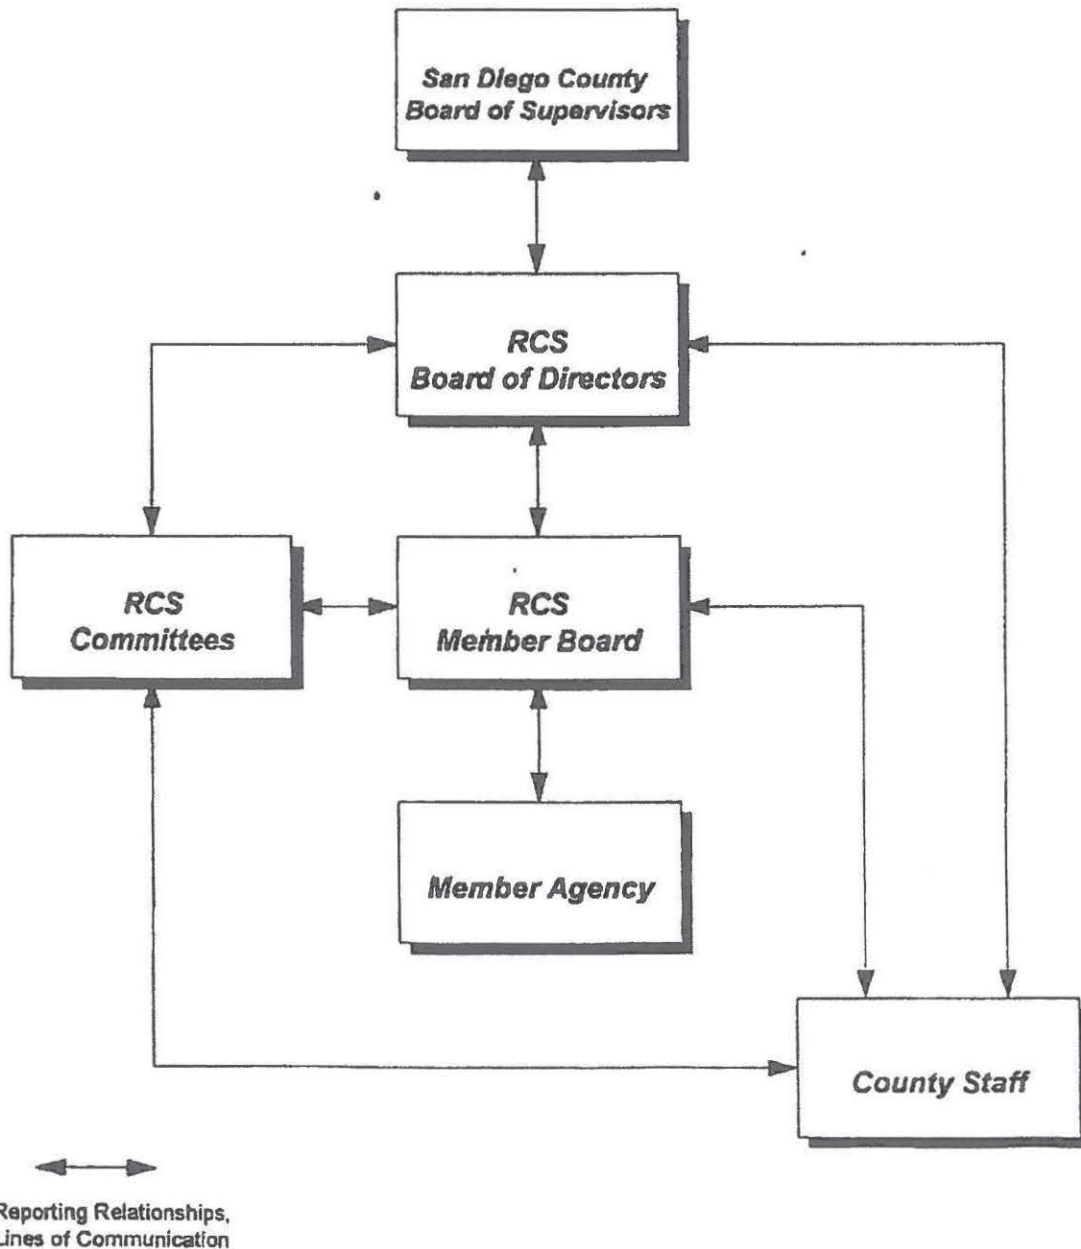 San Diego County
Board of Supervisors
RCS
Board of Directors
RCS
Committees
RCS
Member Board
Member Agency
County Staff
Reporting Relationships,
Lines of Communication